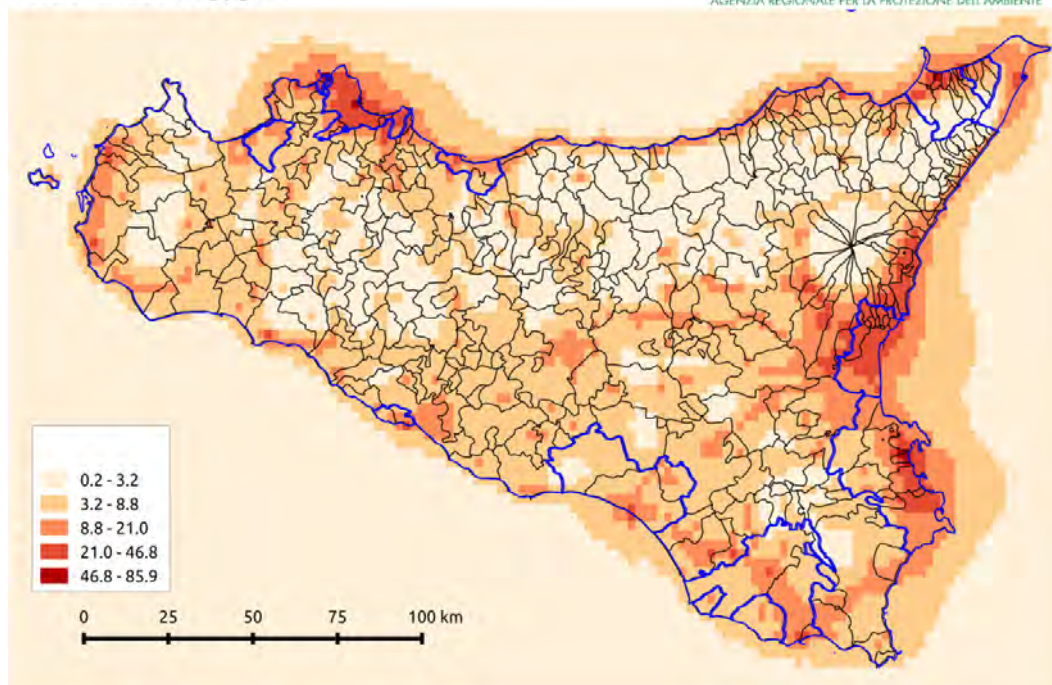 AGENZIA REGIONALE PER LA PROTEZIONE DELL'AMBIENTE
0.2 - 3.2
3.2 - 8.8
8.8 - 21.0
21.0 - 46.8
46.8 - 85.9
0 25 50 75 100 km